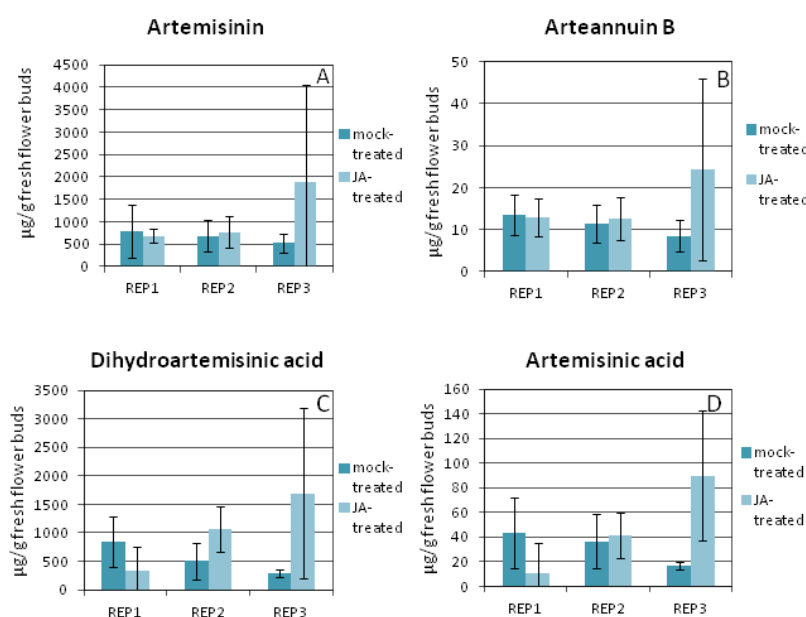 Artemisinin
A
µg/g fresh flower buds
4500
4000
3500
3000
2500
2000
1500
1000
500
0
REP1 REP2 REP3
mock-
treated
JA-
treated
Arteannuin B
B
µg/g fresh flower buds
50
40
30
20
10
0
REP1 REP2 REP3
mock-
treated
JA-
treated
Dihydroartemisinic acid
C
µg/g fresh flower buds
3500
3000
2500
2000
1500
1000
500
0
REP1 REP2 REP3
mock-
treated
JA-
treated
Artemisinic acid
D
µg/g fresh flower buds
160
140
120
100
80
60
40
20
0
REP1 REP2 REP3
mock-
treated
JA-
treated